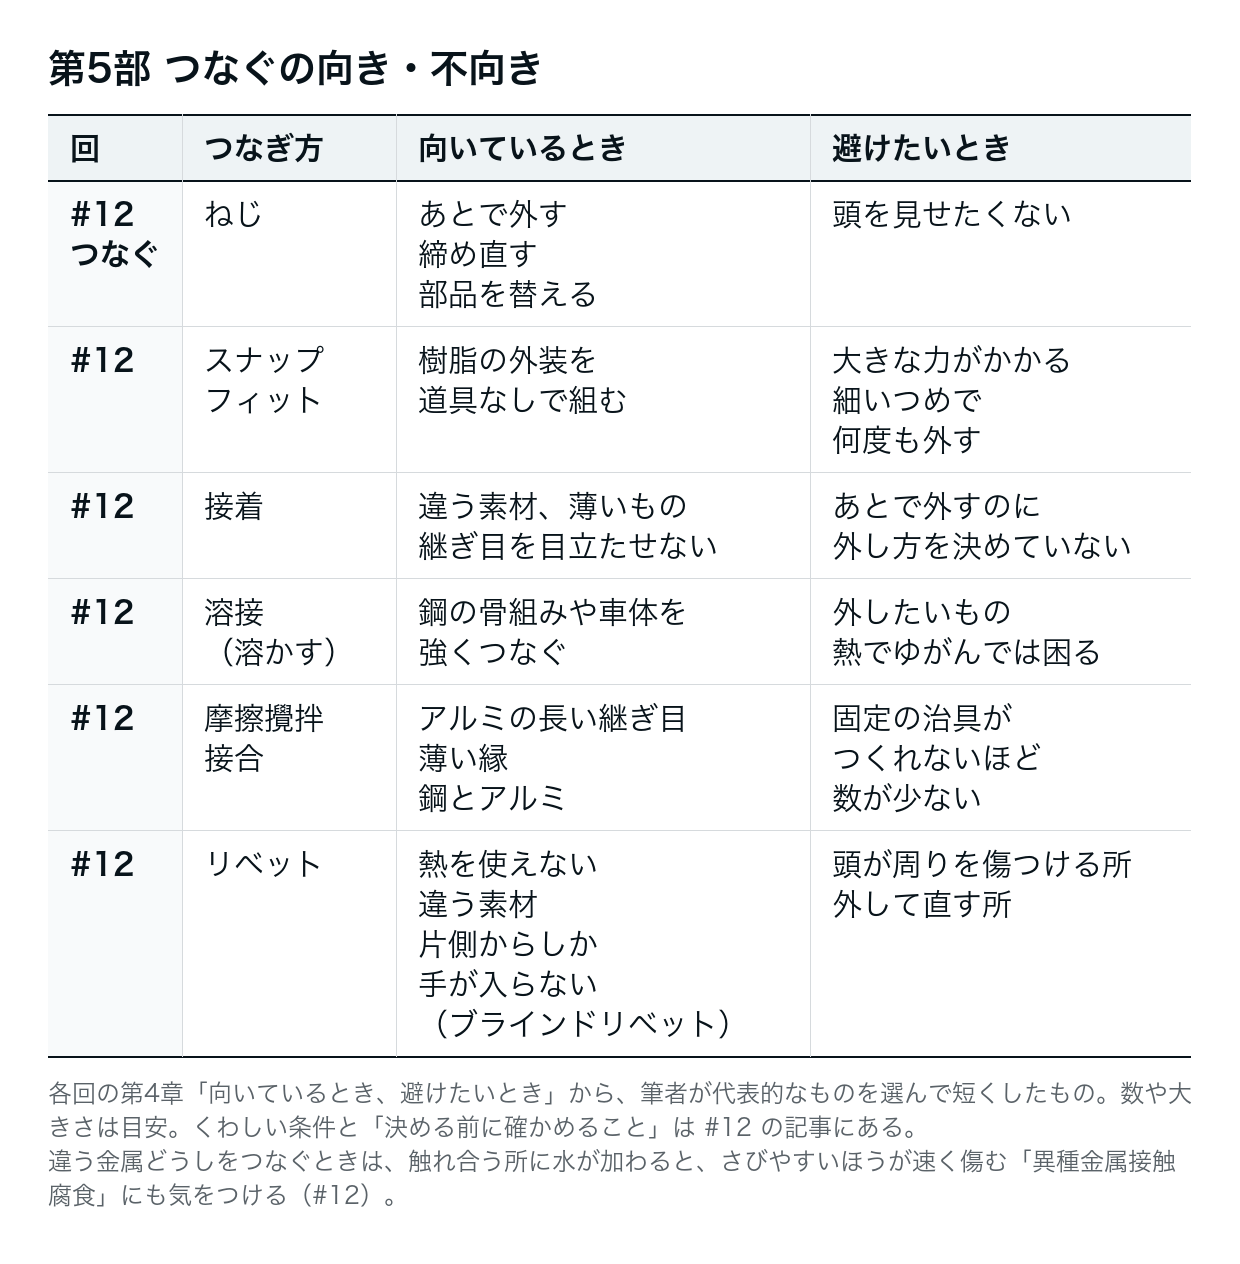 第5部 つなぐの向き・不向き
回 つなぎ方 向いているとき 避けたいとき
#12 ねじ あとで外す 頭を見せたくない
つなぐ 締め直す
部品を替える
#12 スナップ 樹脂の外装を 大きな力がかかる
フィット 道具なしで組む 細いつめで
何度も外す
#12 接着 違う素材、薄いもの あとで外すのに
継ぎ目を目立たせない 外し方を決めていない
#12 溶接 鋼の骨組みや車体を 外したいもの
（溶かす） 強くつなぐ 熱でゆがんでは困る
#12 摩擦攪拌 アルミの長い継ぎ目 固定の治具が
接合 薄い縁 つくれないほど
鋼とアルミ 数が少ない
#12 リベット 熱を使えない 頭が周りを傷つける所
違う素材 外して直す所
片側からしか
手が入らない
（ブラインドリベット）
各回の第4章「向いているとき、避けたいとき」から、筆者が代表的なものを選んで短くしたもの。数や大
きさは目安。くわしい条件と「決める前に確かめること」は #12 の記事にある。
違う金属どうしをつなぐときは、触れ合う所に水が加わると、さびやすいほうが速く傷む「異種金属接触
腐食」にも気をつける（#12）。